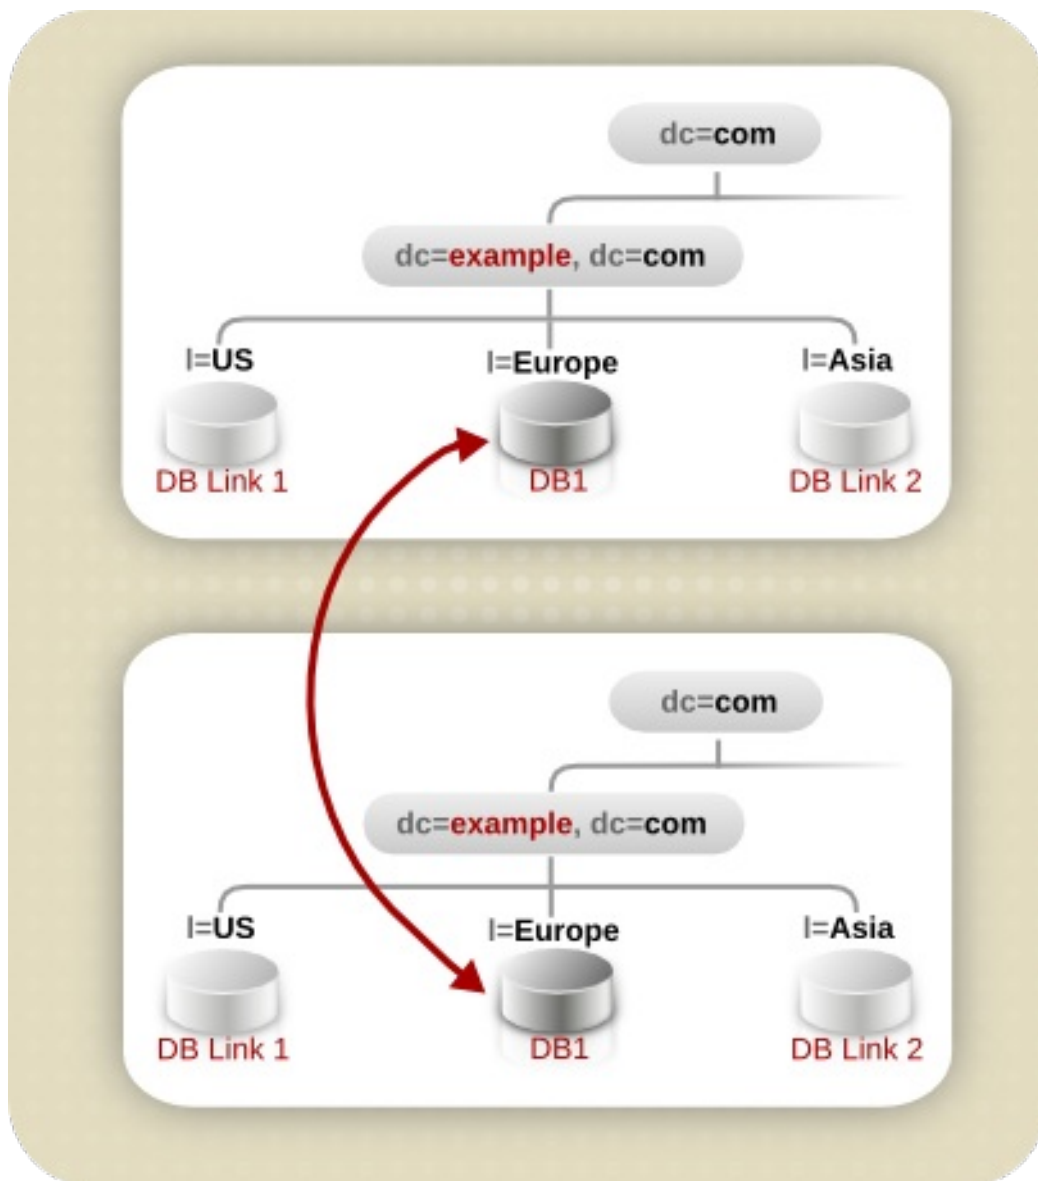 dc=com
dc=example, dc=com
l=US
l=Europe
l=Asia
DB Link 1
DB1
DB Link 2
dc=com
dc=example, dc=com
l=US
l=Europe
l=Asia
DB Link 1
DB1
DB Link 2